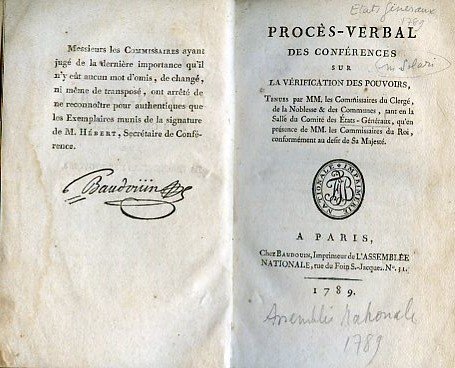 Messieurs les COMMISSAIRES ayant
jugé de la dernière importance qu'il
n'y eût aucun mot d'omis, de changé,
ni même de transposé, ont arrêté de
ne reconnoître pour authentiques que
les Exemplaires munis de la signature
de M. HÉBERT, Secrétaire de Confé-
rence.
Baudouin
Etats Généraux
1789
PROCÈS-VERBAL
DES CONFÉRENCES
SUR
LA VÉRIFICATION DES POUVOIRS,
TENUES par MM. les Commissaires du Clergé,
de la Noblesse & des Communes, tant en la
Salle du Comité des États-Généraux, qu'en
présence de MM. les Commissaires du Roi,
conformément au desir de Sa Majesté.
IMPRIMERIE NATIONALE
A PARIS,
Chez BAUDOUIN, Imprimeur de L'ASSEMBLÉE
NATIONALE, rue du Foin S.-Jacques, N°. 31.
1789.
Assemblée Nationale
1789